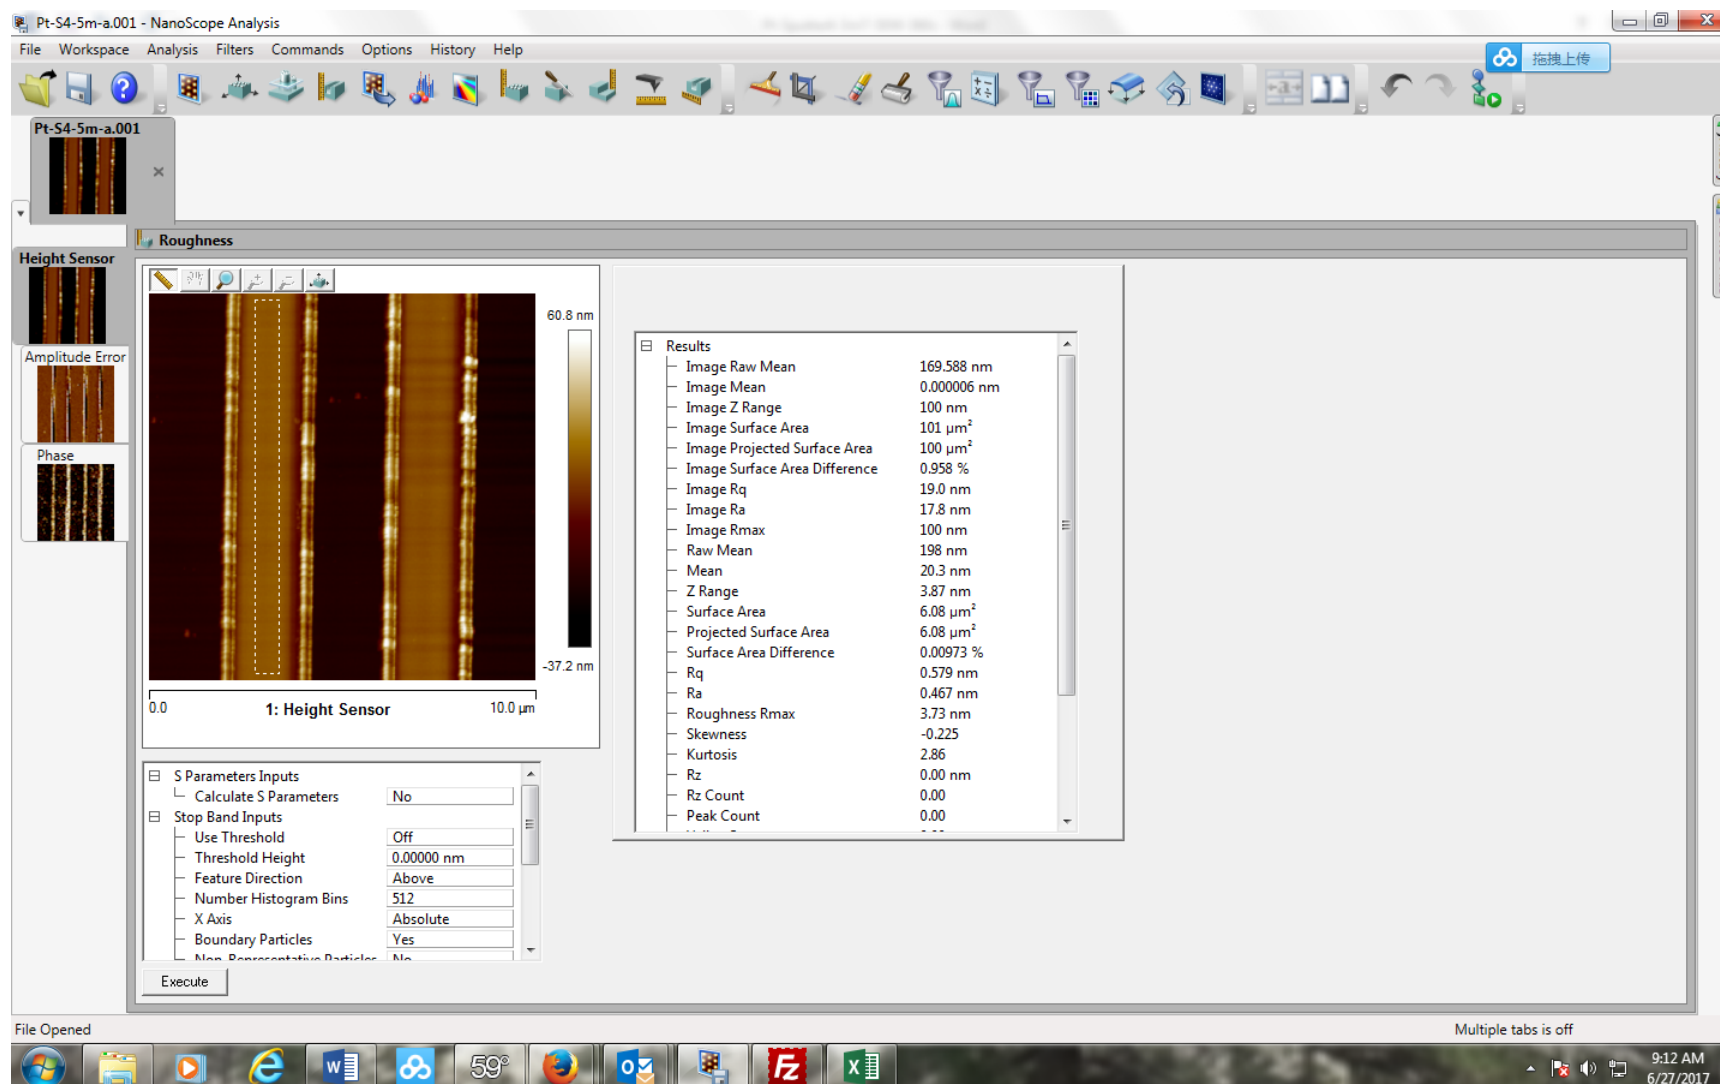 Pt-S4-5m-a.001 - NanoScope Analysis
File Workspace Analysis Filters Commands Options History Help
拖拽上传
Pt-S4-5m-a.001
Roughness
Height Sensor
Amplitude Error
Phase
60.8 nm
-37.2 nm
0.0 1: Height Sensor 10.0 µm
S Parameters Inputs
Calculate S Parameters No
Stop Band Inputs
Use Threshold Off
Threshold Height 0.00000 nm
Feature Direction Above
Number Histogram Bins 512
X Axis Absolute
Boundary Particles Yes
Non-Representative Particles No
Execute
Results
Image Raw Mean 169.588 nm
Image Mean 0.000006 nm
Image Z Range 100 nm
Image Surface Area 101 µm²
Image Projected Surface Area 100 µm²
Image Surface Area Difference 0.958 %
Image Rq 19.0 nm
Image Ra 17.8 nm
Image Rmax 100 nm
Raw Mean 198 nm
Mean 20.3 nm
Z Range 3.87 nm
Surface Area 6.08 µm²
Projected Surface Area 6.08 µm²
Surface Area Difference 0.00973 %
Rq 0.579 nm
Ra 0.467 nm
Roughness Rmax 3.73 nm
Skewness -0.225
Kurtosis 2.86
Rz 0.00 nm
Rz Count 0.00
Peak Count 0.00
File Opened
Multiple tabs is off
59°
9:12 AM
6/27/2017